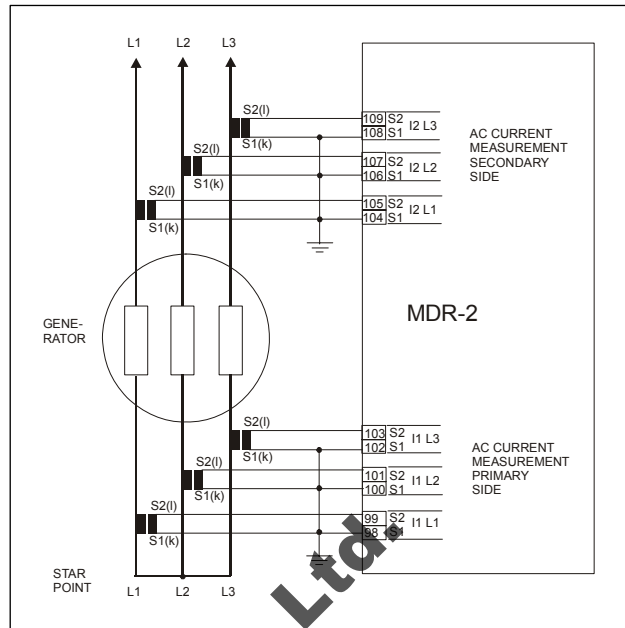 L1 L2 L3
S2(l)
109 S2
I2 L3
108 S1
S1(k)
AC CURRENT
MEASUREMENT
SECONDARY
SIDE
S2(l)
107 S2
I2 L2
106 S1
S1(k)
S2(l)
105 S2
I2 L1
104 S1
S1(k)
MDR-2
GENE-
RATOR
S2(l)
103 S2
I1 L3
102 S1
S1(k)
AC CURRENT
MEASUREMENT
PRIMARY
SIDE
S2(l)
101 S2
I1 L2
100 S1
S1(k)
S2(l)
99 S2
I1 L1
98 S1
S1(k)
STAR
POINT
L1 L2 L3
Ltd.